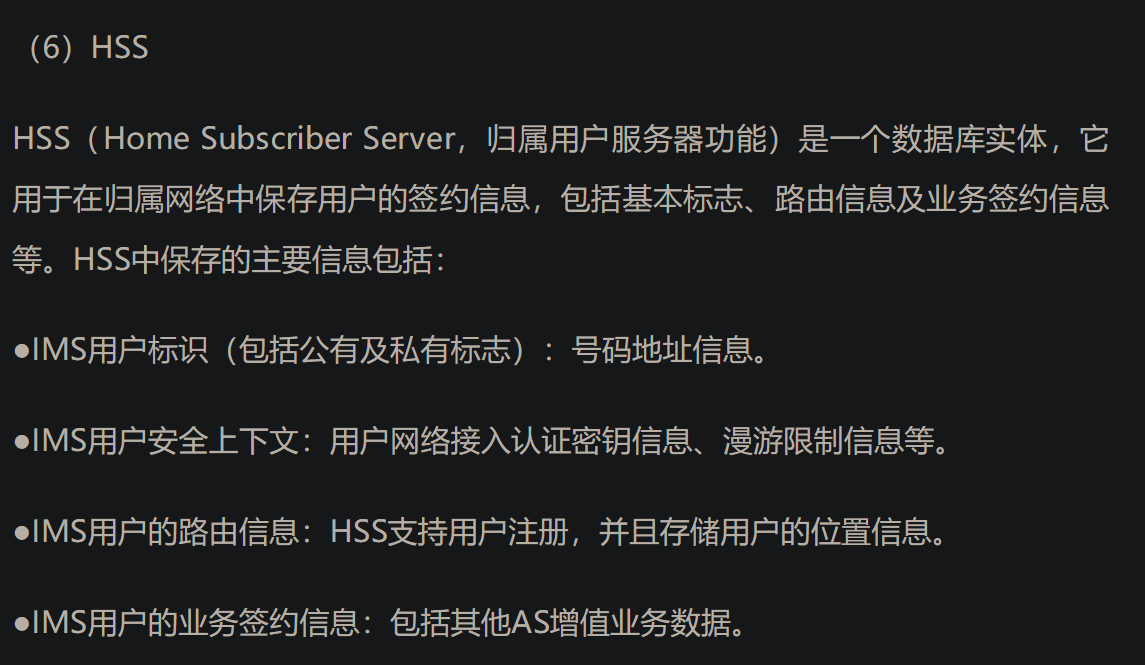 （6）HSS
HSS（Home Subscriber Server，归属用户服务器功能）是一个数据库实体，它
用于在归属网络中保存用户的签约信息，包括基本标志、路由信息及业务签约信息
等。HSS中保存的主要信息包括：
●IMS用户标识（包括公有及私有标志）：号码地址信息。
●IMS用户安全上下文：用户网络接入认证密钥信息、漫游限制信息等。
●IMS用户的路由信息：HSS支持用户注册，并且存储用户的位置信息。
●IMS用户的业务签约信息：包括其他AS增值业务数据。